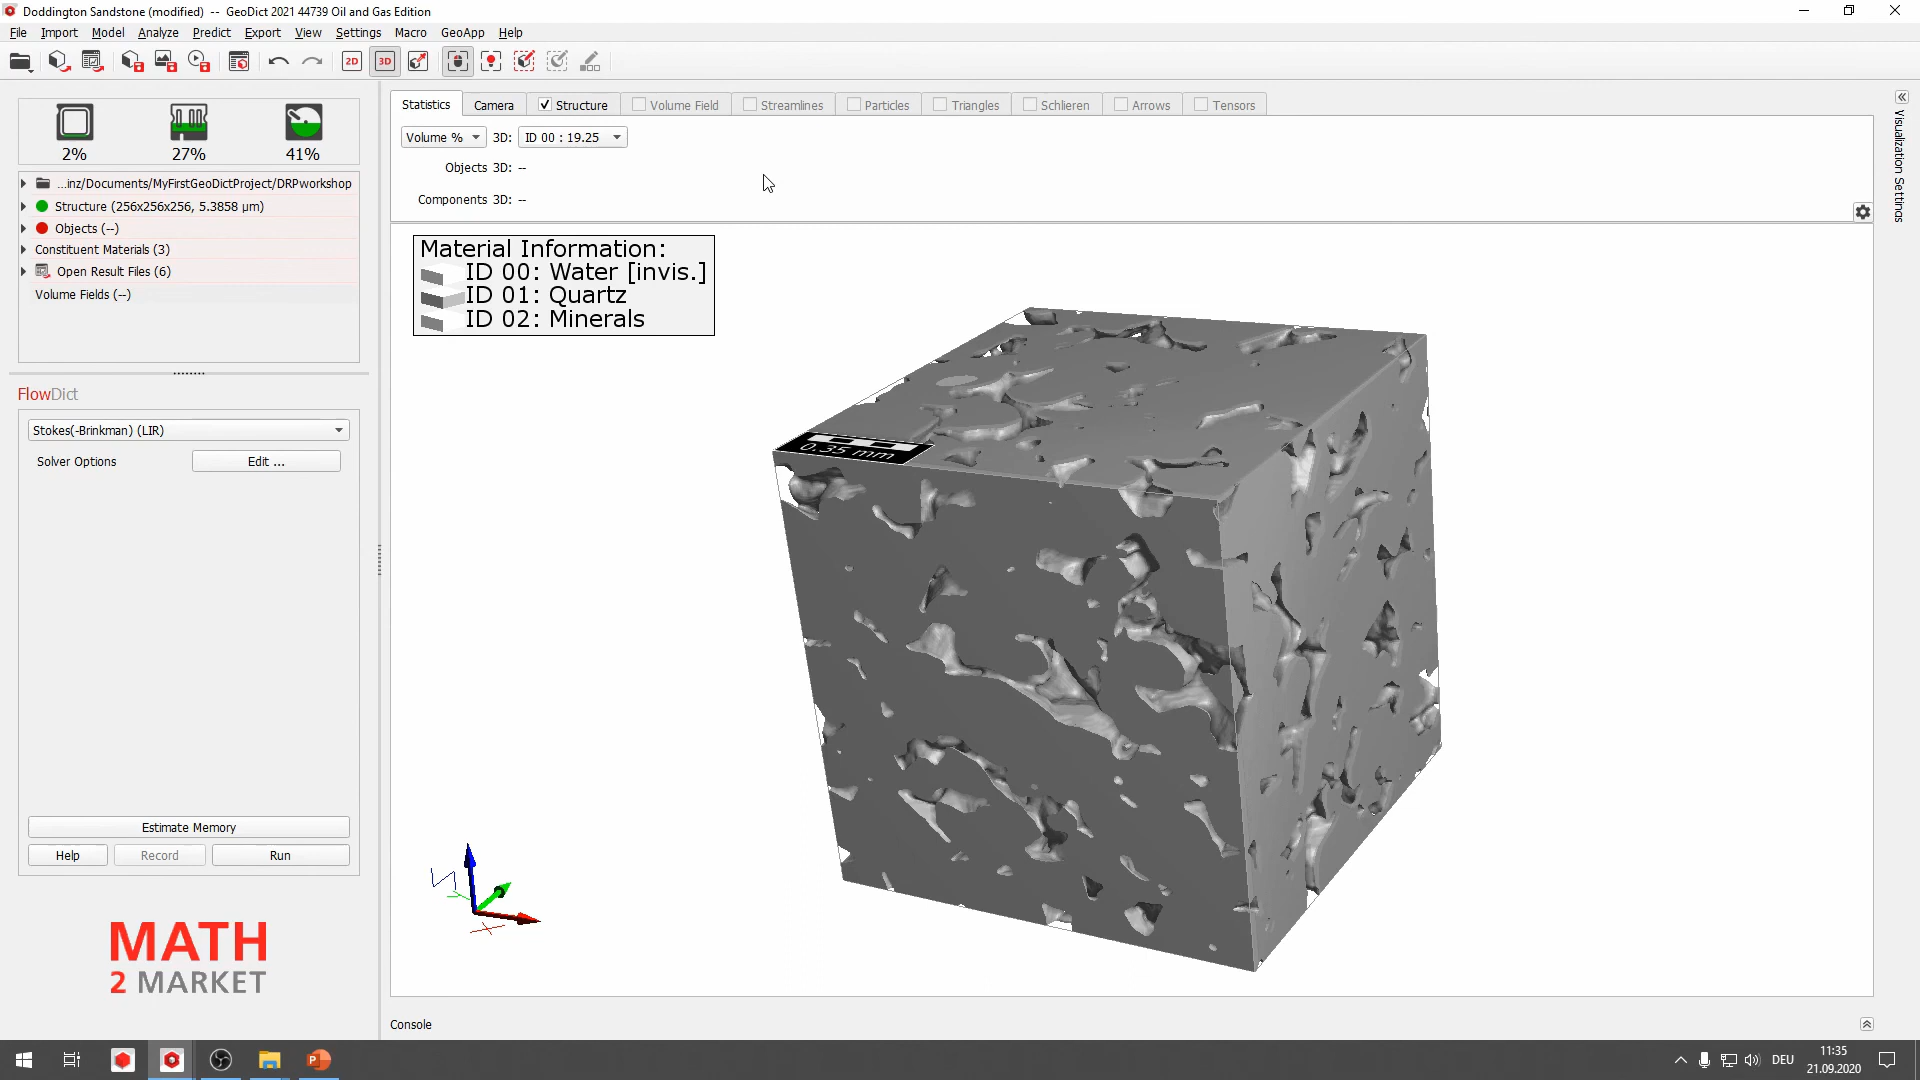 Doddington Sandstone (modified) -- GeoDict 2021 44739 Oil and Gas Edition
File Import Model Analyze Predict Export View Settings Macro GeoApp Help
2D 3D
Statistics Camera Structure Volume Field Streamlines Particles Triangles Schlieren Arrows Tensors
Volume % 3D: ID 00 : 19.25
Objects 3D: --
Components 3D: --
Visualization Settings
2% 27% 41%
...inz/Documents/MyFirstGeoDictProject/DRPworkshop
Structure (256x256x256, 5.3858 µm)
Objects (--)
Constituent Materials (3)
Open Result Files (6)
Volume Fields (--)
FlowDict
Stokes(-Brinkman) (LIR)
Solver Options Edit ...
Estimate Memory
Help Record Run
MATH
2 MARKET
Material Information:
ID 00: Water [invis.]
ID 01: Quartz
ID 02: Minerals
0.35 mm
Z
Y
X
Console
P
DEU
11:35
21.09.2020